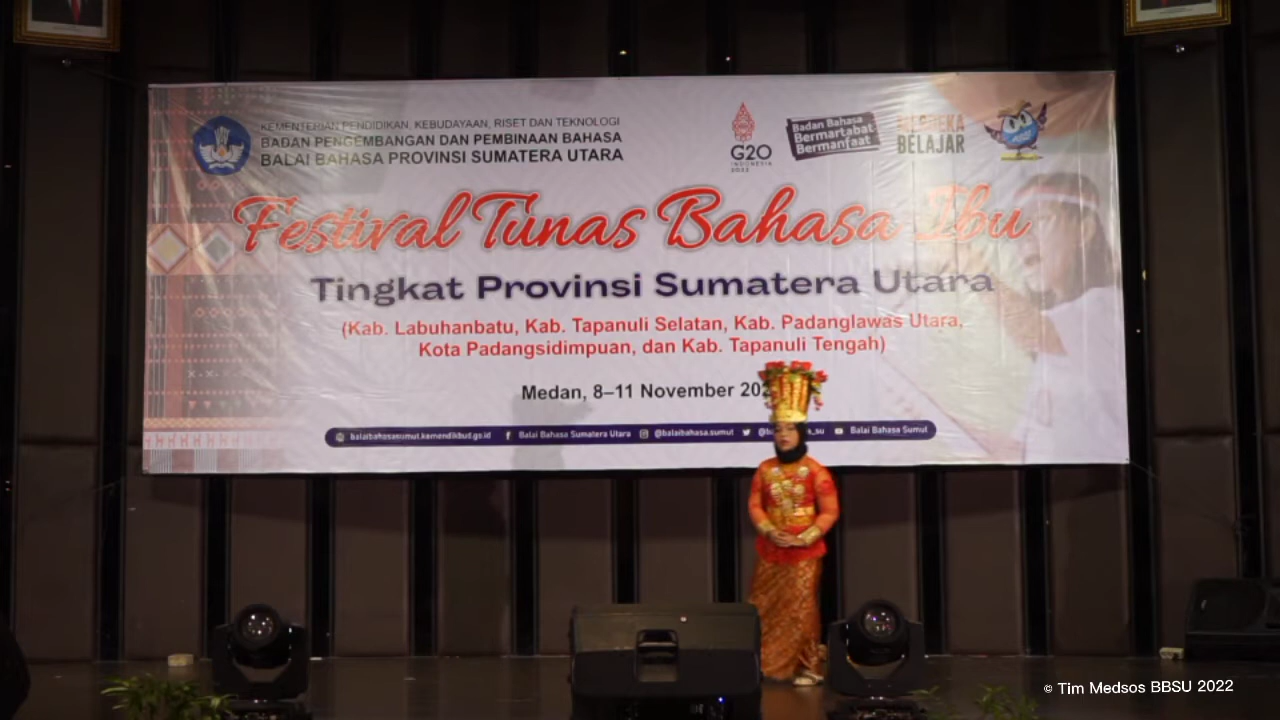 KEMENTERIAN PENDIDIKAN, KEBUDAYAAN, RISET DAN TEKNOLOGI
BADAN PENGEMBANGAN DAN PEMBINAAN BAHASA
BALAI BAHASA PROVINSI SUMATERA UTARA
G20
INDONESIA
2022
Badan Bahasa
Bermartabat
Bermanfaat
MERDEKA
BELAJAR
Festival Tunas Bahasa Ibu
Tingkat Provinsi Sumatera Utara
(Kab. Labuhanbatu, Kab. Tapanuli Selatan, Kab. Padanglawas Utara,
Kota Padangsidimpuan, dan Kab. Tapanuli Tengah)
Medan, 8–11 November 202
balaibahasasumut.kemendikbud.go.id Balai Bahasa Sumatera Utara @balaibahasa.sumut Balai Bahasa Sumut
© Tim Medsos BBSU 2022